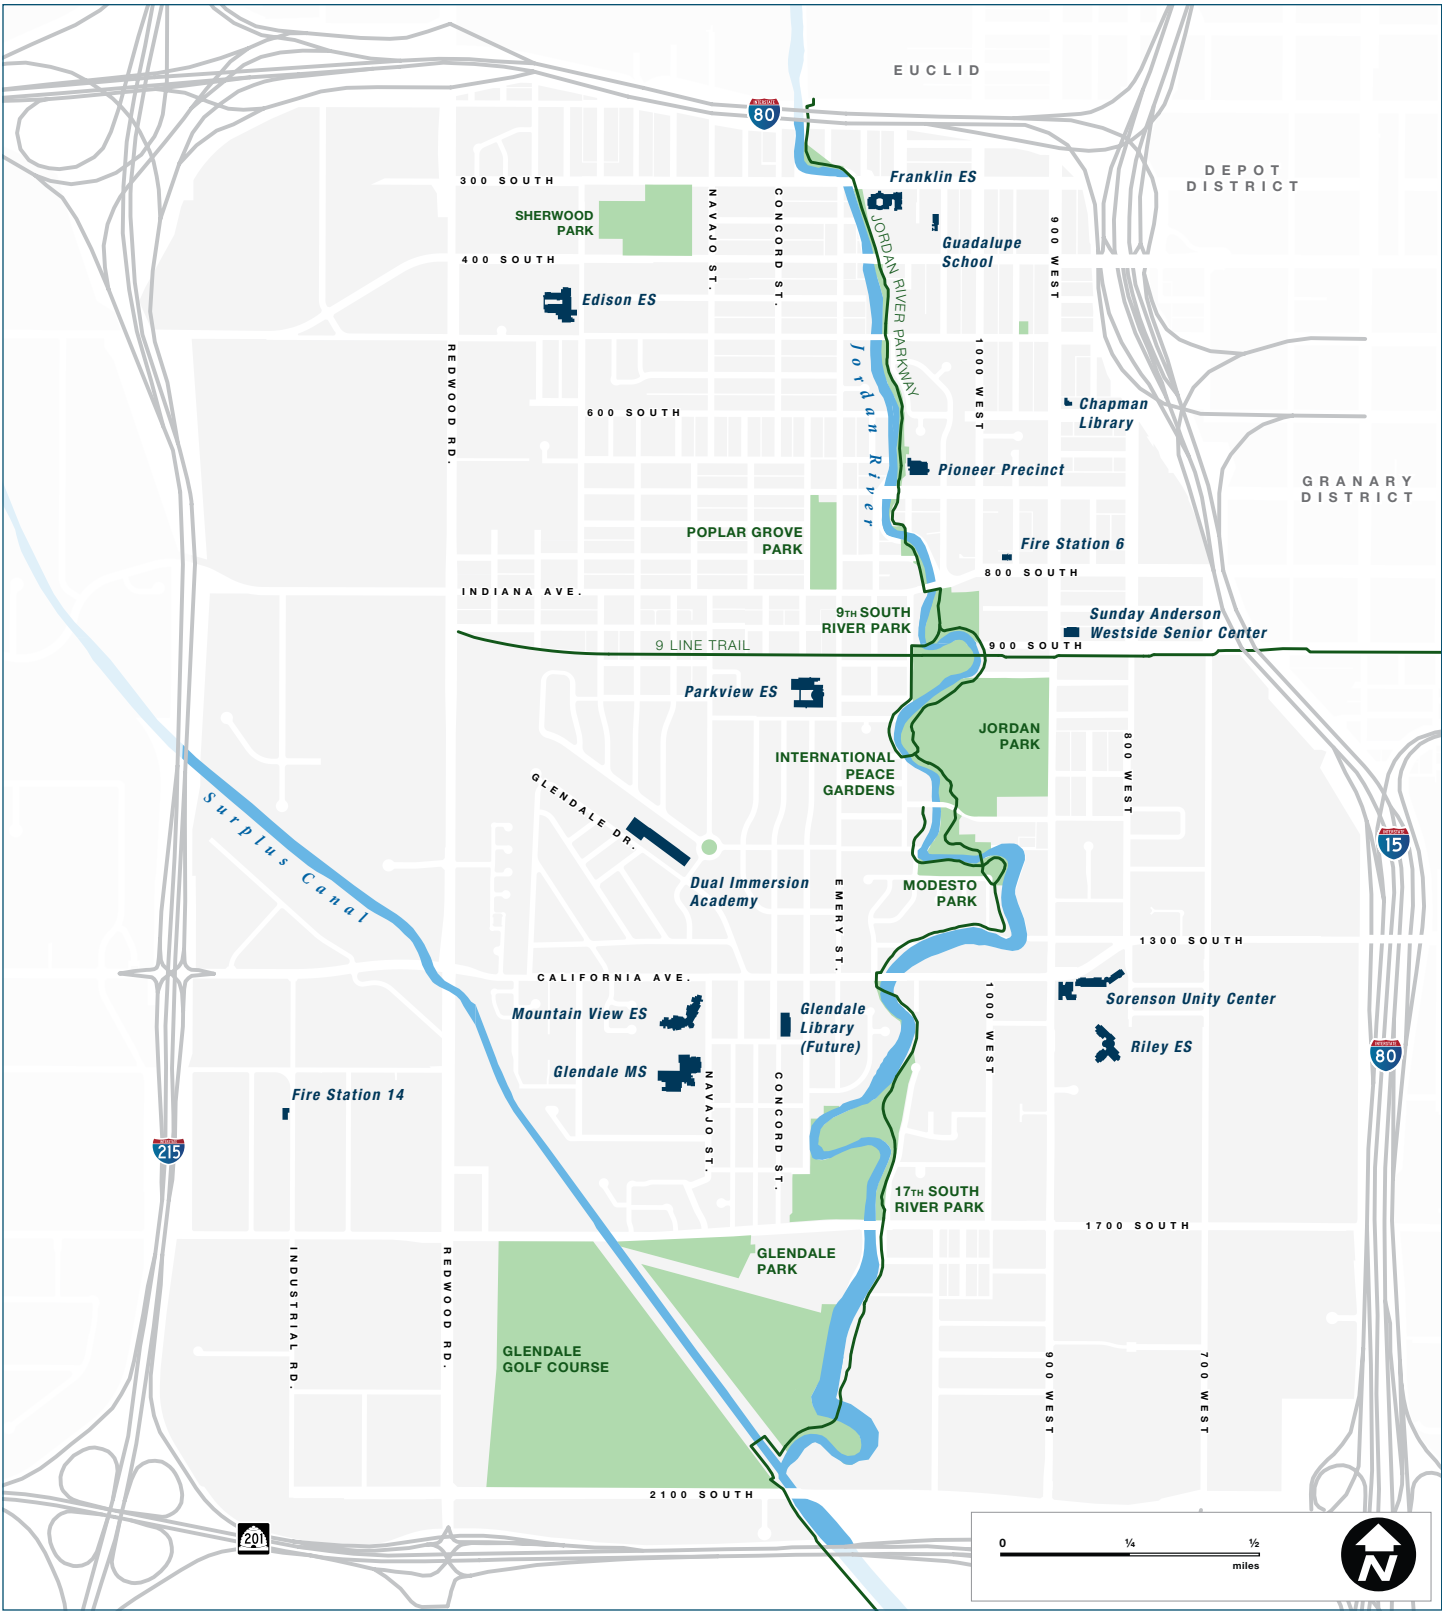 EUCLID
INTERSTATE
80
DEPOT
DISTRICT
Franklin ES
300 SOUTH
SHERWOOD
PARK
NAVAJO ST.
CONCORD ST.
JORDAN RIVER PARKWAY
Guadalupe
School
900 WEST
400 SOUTH
Edison ES
REDWOOD RD.
Jordan River
1000 WEST
600 SOUTH
Chapman
Library
Pioneer Precinct
GRANARY
DISTRICT
POPLAR GROVE
PARK
Fire Station 6
800 SOUTH
INDIANA AVE.
9TH SOUTH
RIVER PARK
Sunday Anderson
Westside Senior Center
9 LINE TRAIL
900 SOUTH
Parkview ES
JORDAN
PARK
INTERNATIONAL
PEACE
GARDENS
800 WEST
GLENDALE DR.
Surplus Canal
INTERSTATE
15
Dual Immersion
Academy
EMERY ST.
MODESTO
PARK
1300 SOUTH
CALIFORNIA AVE.
Mountain View ES
Glendale
Library
(Future)
1000 WEST
Sorenson Unity Center
Riley ES
INTERSTATE
80
Glendale MS
NAVAJO ST.
CONCORD ST.
Fire Station 14
INTERSTATE
215
17TH SOUTH
RIVER PARK
1700 SOUTH
GLENDALE
PARK
INDUSTRIAL RD.
REDWOOD RD.
GLENDALE
GOLF COURSE
900 WEST
700 WEST
2100 SOUTH
201
0 ¼ ½
miles
N